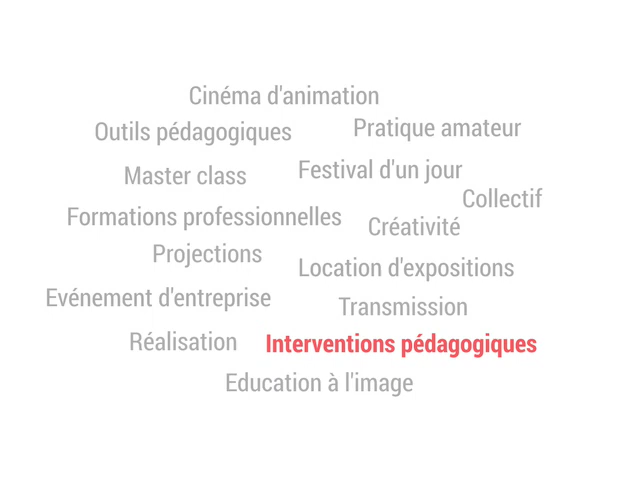 Cinéma d'animation
Outils pédagogiques
Pratique amateur
Master class
Festival d'un jour
Collectif
Formations professionnelles
Créativité
Projections
Location d'expositions
Evénement d'entreprise
Transmission
Réalisation
Interventions pédagogiques
Education à l'image